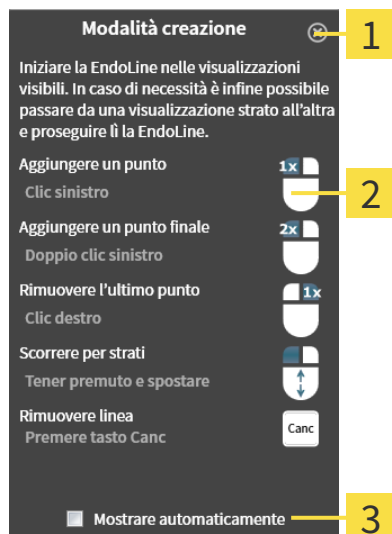 Modalità creazione
1
Iniziare la EndoLine nelle visualizzazioni
visibili. In caso di necessità è infine possibile
passare da una visualizzazione strato all'altra
e proseguire lì la EndoLine.
Aggiungere un punto
1x
Clic sinistro
2
Aggiungere un punto finale
2x
Doppio clic sinistro
Rimuovere l'ultimo punto
1x
Clic destro
Scorrere per strati
Tener premuto e spostare
Rimuovere linea
Canc
Premere tasto Canc
Mostrare automaticamente
3